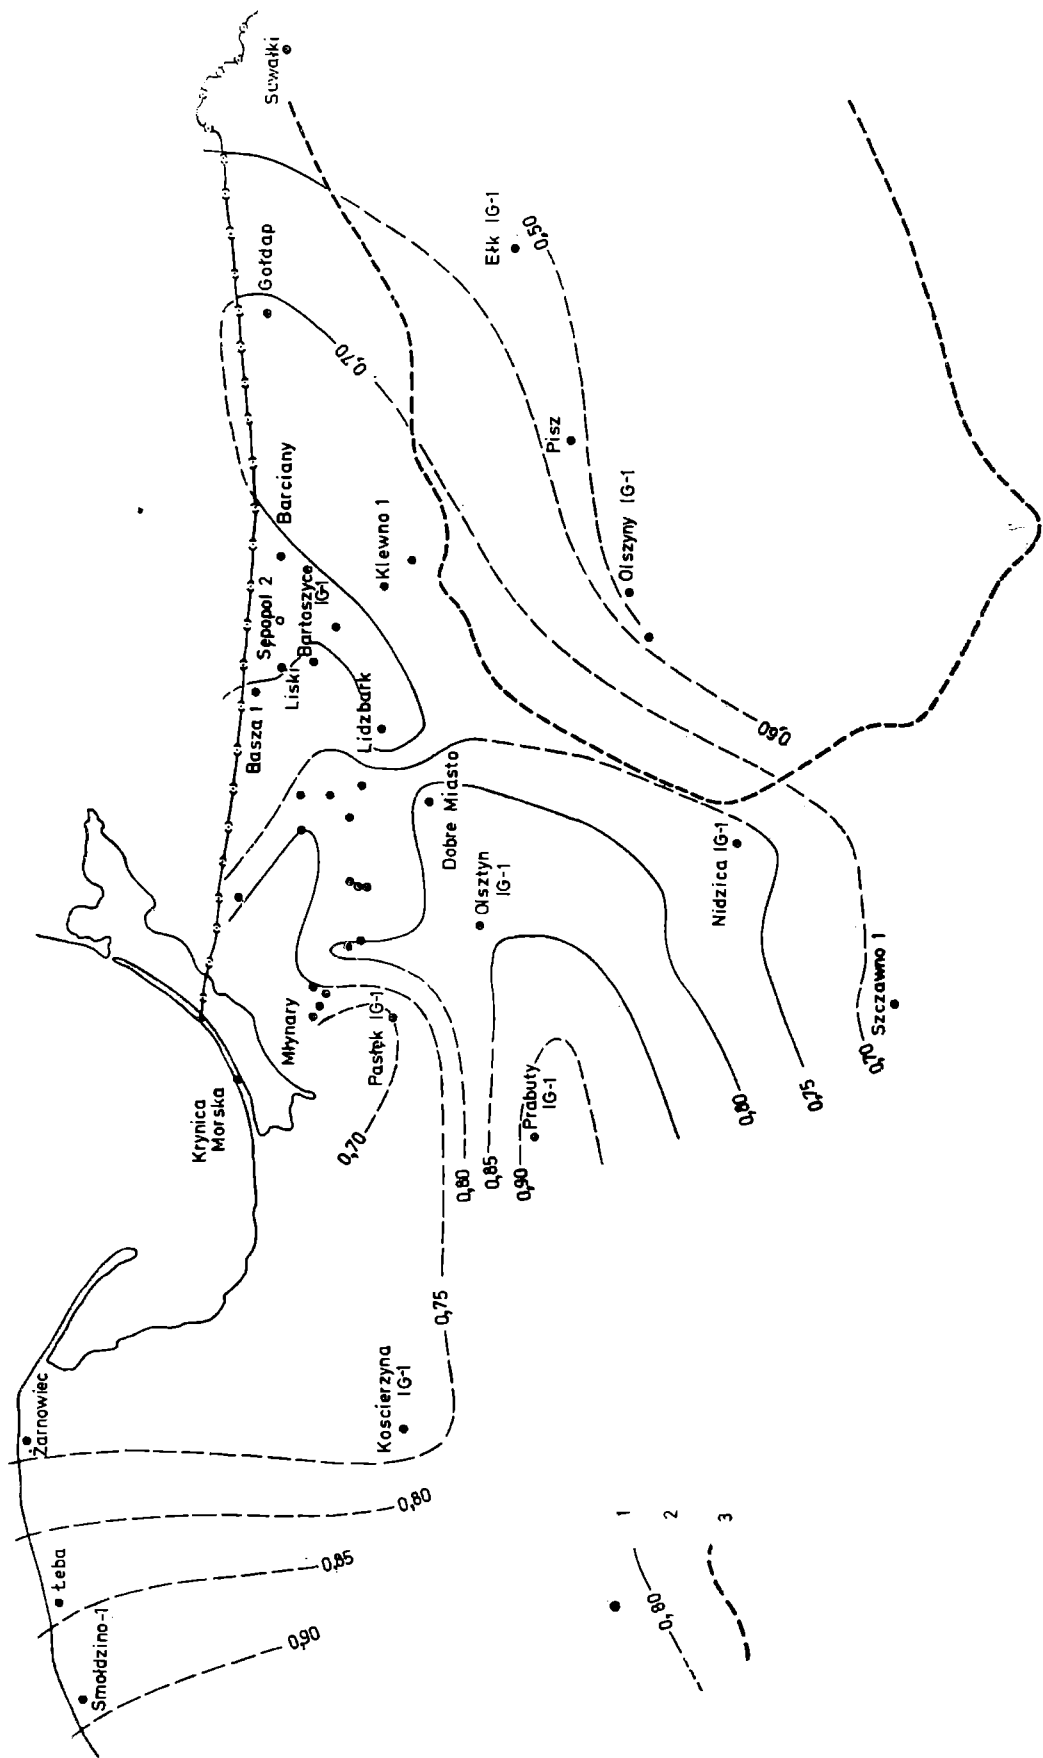 Smołdzino-1
Łeba
Żarnowiec
0,90
0,85
0,80
Kościerzyna
IG-1
0,75
Krynica
Morska
Młynary
Pasłęk IG-1
0,70
0,80
0,85
0,90
Prabuty
IG-1
Olsztyn
IG-1
Dobre Miasto
Lidzbark
Basza 1
Liski
Sępopol 2
Bartoszyce
IG-1
Barciany
Klewno 1
Gołdap
Suwałki
0,70
Ełk IG-1
0,50
Pisz
Olszyny IG-1
0,60
Nidzica IG-1
Szczawno 1
0,70
0,75
0,80
1
0,80
2
3